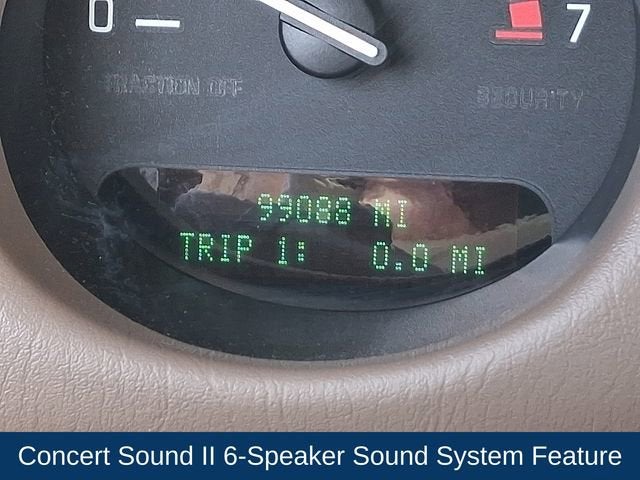 0 7
TRACTION OFF SECURITY
99088 MI
TRIP 1: 0.0 MI
Concert Sound II 6-Speaker Sound System Feature